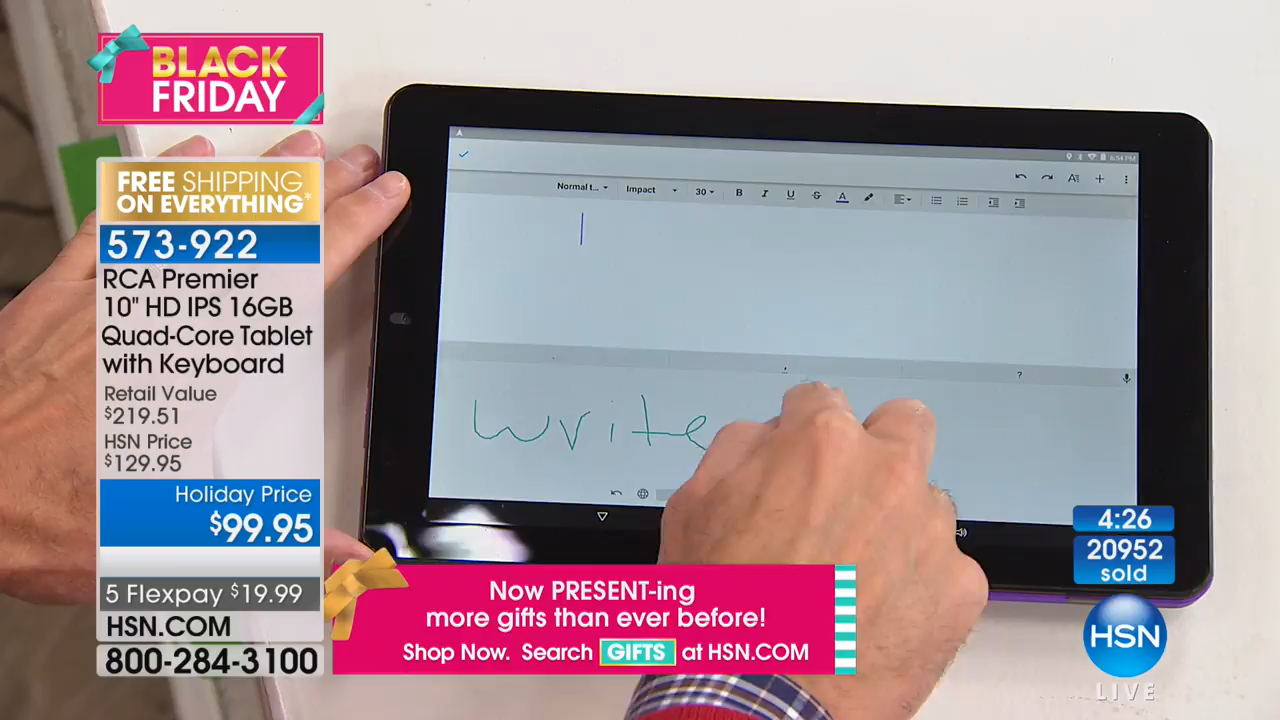 BLACK
FRIDAY
FREE SHIPPING
ON EVERYTHING*
573-922
RCA Premier
10" HD IPS 16GB
Quad-Core Tablet
with Keyboard
Retail Value
$219.51
HSN Price
$129.95
Holiday Price
$99.95
5 Flexpay $19.99
HSN.COM
800-284-3100
6:54 PM
Normal t... Impact 30 B I U S A
?
write
Now PRESENT-ing
more gifts than ever before!
Shop Now. Search GIFTS at HSN.COM
4:26
20952
sold
HSN
LIVE